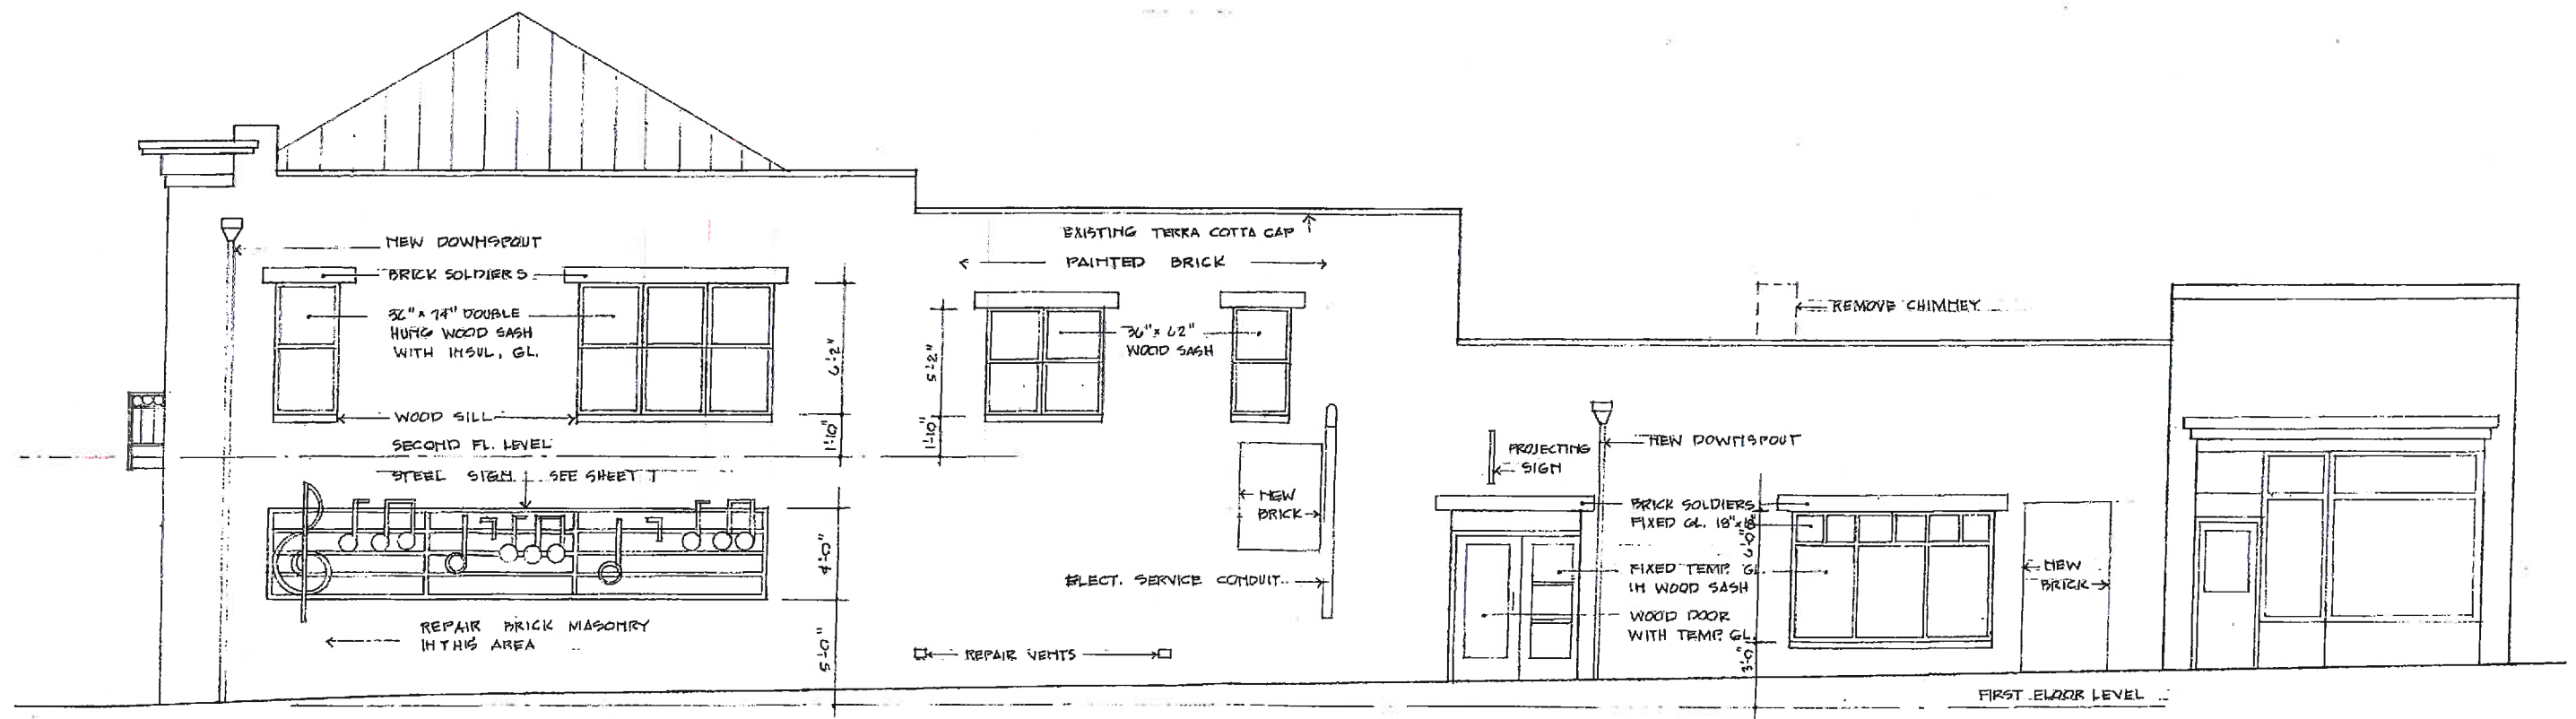 NEW DOWNSPOUT
BRICK SOLDIERS
36" x 74" DOUBLE
HUNG WOOD SASH
WITH INSUL, GL.
WOOD SILL
SECOND FL. LEVEL
STEEL SIGN SEE SHEET 7
REPAIR BRICK MASONRY
IN THIS AREA
6'-2"
1'-10"
4'-0"
5'-0"
EXISTING TERRA COTTA CAP
PAINTED BRICK
5'-2"
1'-10"
36" x 62"
WOOD SASH
NEW
BRICK
ELECT. SERVICE CONDUIT
REPAIR VENTS
PROJECTING
SIGN
NEW DOWNSPOUT
REMOVE CHIMNEY
BRICK SOLDIERS
FIXED GL. 18" x 18"
6'-0"
FIXED TEMP. GL
IN WOOD SASH
WOOD DOOR
WITH TEMP. GL.
3'-0"
NEW
BRICK
FIRST FLOOR LEVEL